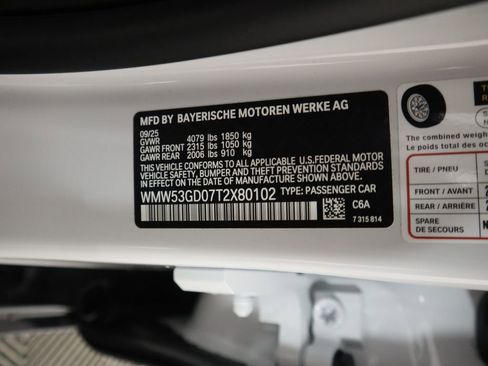 MFD BY BAYERISCHE MOTOREN WERKE AG
09/25
GVWR 4079 lbs 1850 kg
GAWR FRONT 2315 lbs 1050 kg
GAWR REAR 2006 lbs 910 kg
THIS VEHICLE CONFORMS TO ALL APPLICABLE U.S.FEDERAL MOTOR
VEHICLE SAFETY, BUMPER AND THEFT PREVENTION STANDARDS
IN EFFECT ON THE DATE OF MANUFACTURE SHOWN ABOVE.
WMW53GD07T2X80102 TYPE: PASSENGER CAR
C6A
7 315 814
The combined weight
Le poids total des oc
TIRE / PNEU
FRONT / AVANT
REAR / ARRIÈRE
SPARE
DE SECOURS